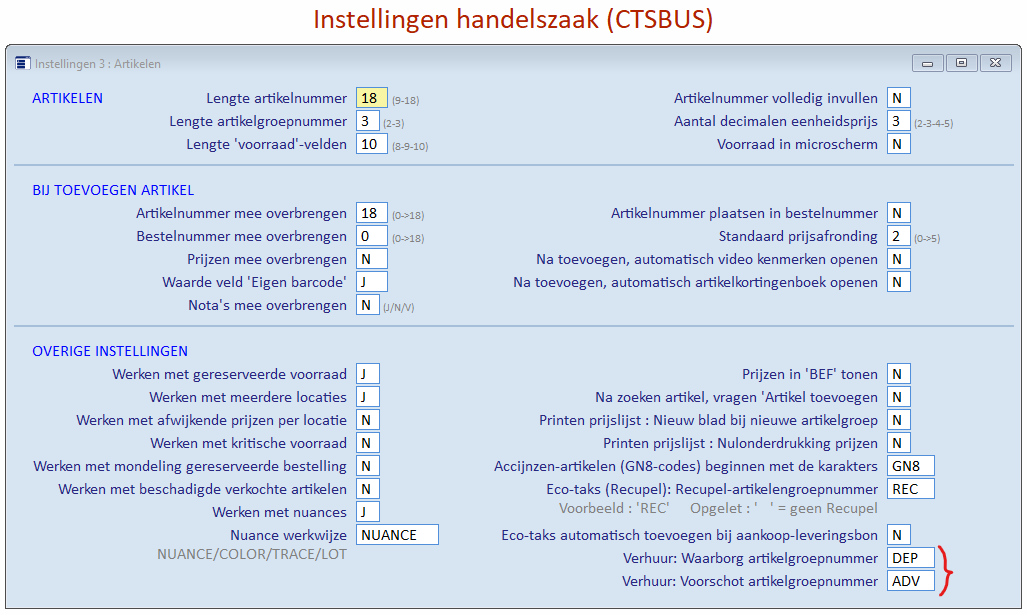 Instellingen handelszaak (CTSBUS)
Instellingen 3 : Artikelen
ARTIKELEN
Lengte artikelnummer 18 (9-18)
Artikelnummer volledig invullen N
Lengte artikelgroepnummer 3 (2-3)
Aantal decimalen eenheidsprijs 3 (2-3-4-5)
Lengte 'voorraad'-velden 10 (8-9-10)
Voorraad in microscherm N
BIJ TOEVOEGEN ARTIKEL
Artikelnummer mee overbrengen 18 (0->18)
Artikelnummer plaatsen in bestelnummer N
Bestelnummer mee overbrengen 0 (0->18)
Standaard prijsafronding 2 (0->5)
Prijzen mee overbrengen N
Na toevoegen, automatisch video kenmerken openen N
Waarde veld 'Eigen barcode' J
Na toevoegen, automatisch artikelkortingenboek openen N
Nota's mee overbrengen N (J/N/V)
OVERIGE INSTELLINGEN
Werken met gereserveerde voorraad J
Prijzen in 'BEF' tonen N
Werken met meerdere locaties J
Na zoeken artikel, vragen 'Artikel toevoegen N
Werken met afwijkende prijzen per locatie N
Printen prijslijst : Nieuw blad bij nieuwe artikelgroep N
Werken met kritische voorraad N
Printen prijslijst : Nulonderdrukking prijzen N
Werken met mondeling gereserveerde bestelling N
Accijnzen-artikelen (GN8-codes) beginnen met de karakters GN8
Werken met beschadigde verkochte artikelen N
Eco-taks (Recupel): Recupel-artikelengroepnummer REC
Werken met nuances J
Voorbeeld : 'REC' Opgelet : ' ' = geen Recupel
Nuance werkwijze NUANCE
Eco-taks automatisch toevoegen bij aankoop-leveringsbon N
NUANCE/COLOR/TRACE/LOT
Verhuur: Waarborg artikelgroepnummer DEP
Verhuur: Voorschot artikelgroepnummer ADV